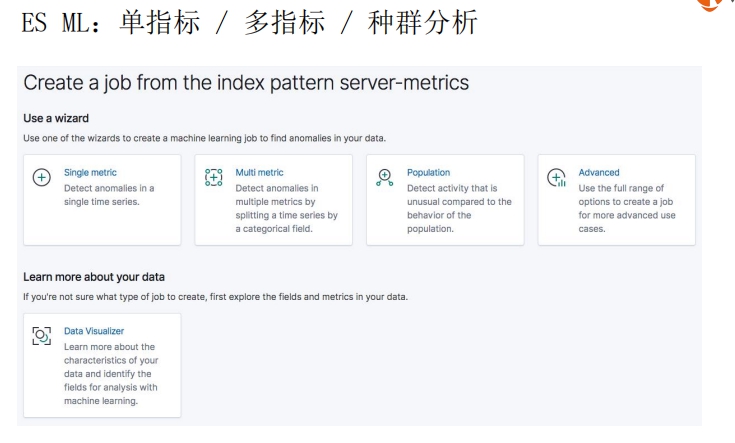 ES ML: 单指标 / 多指标 / 种群分析
Create a job from the index pattern server-metrics
Use a wizard
Use one of the wizards to create a machine learning job to find anomalies in your data.
Single metric
Detect anomalies in a
single time series.
Multi metric
Detect anomalies in
multiple metrics by
splitting a time series by
a categorical field.
Population
Detect activity that is
unusual compared to the
behavior of the
population.
Advanced
Use the full range of
options to create a job
for more advanced use
cases.
Learn more about your data
If you're not sure what type of job to create, first explore the fields and metrics in your data.
Data Visualizer
Learn more about the
characteristics of your
data and identify the
fields for analysis with
machine learning.